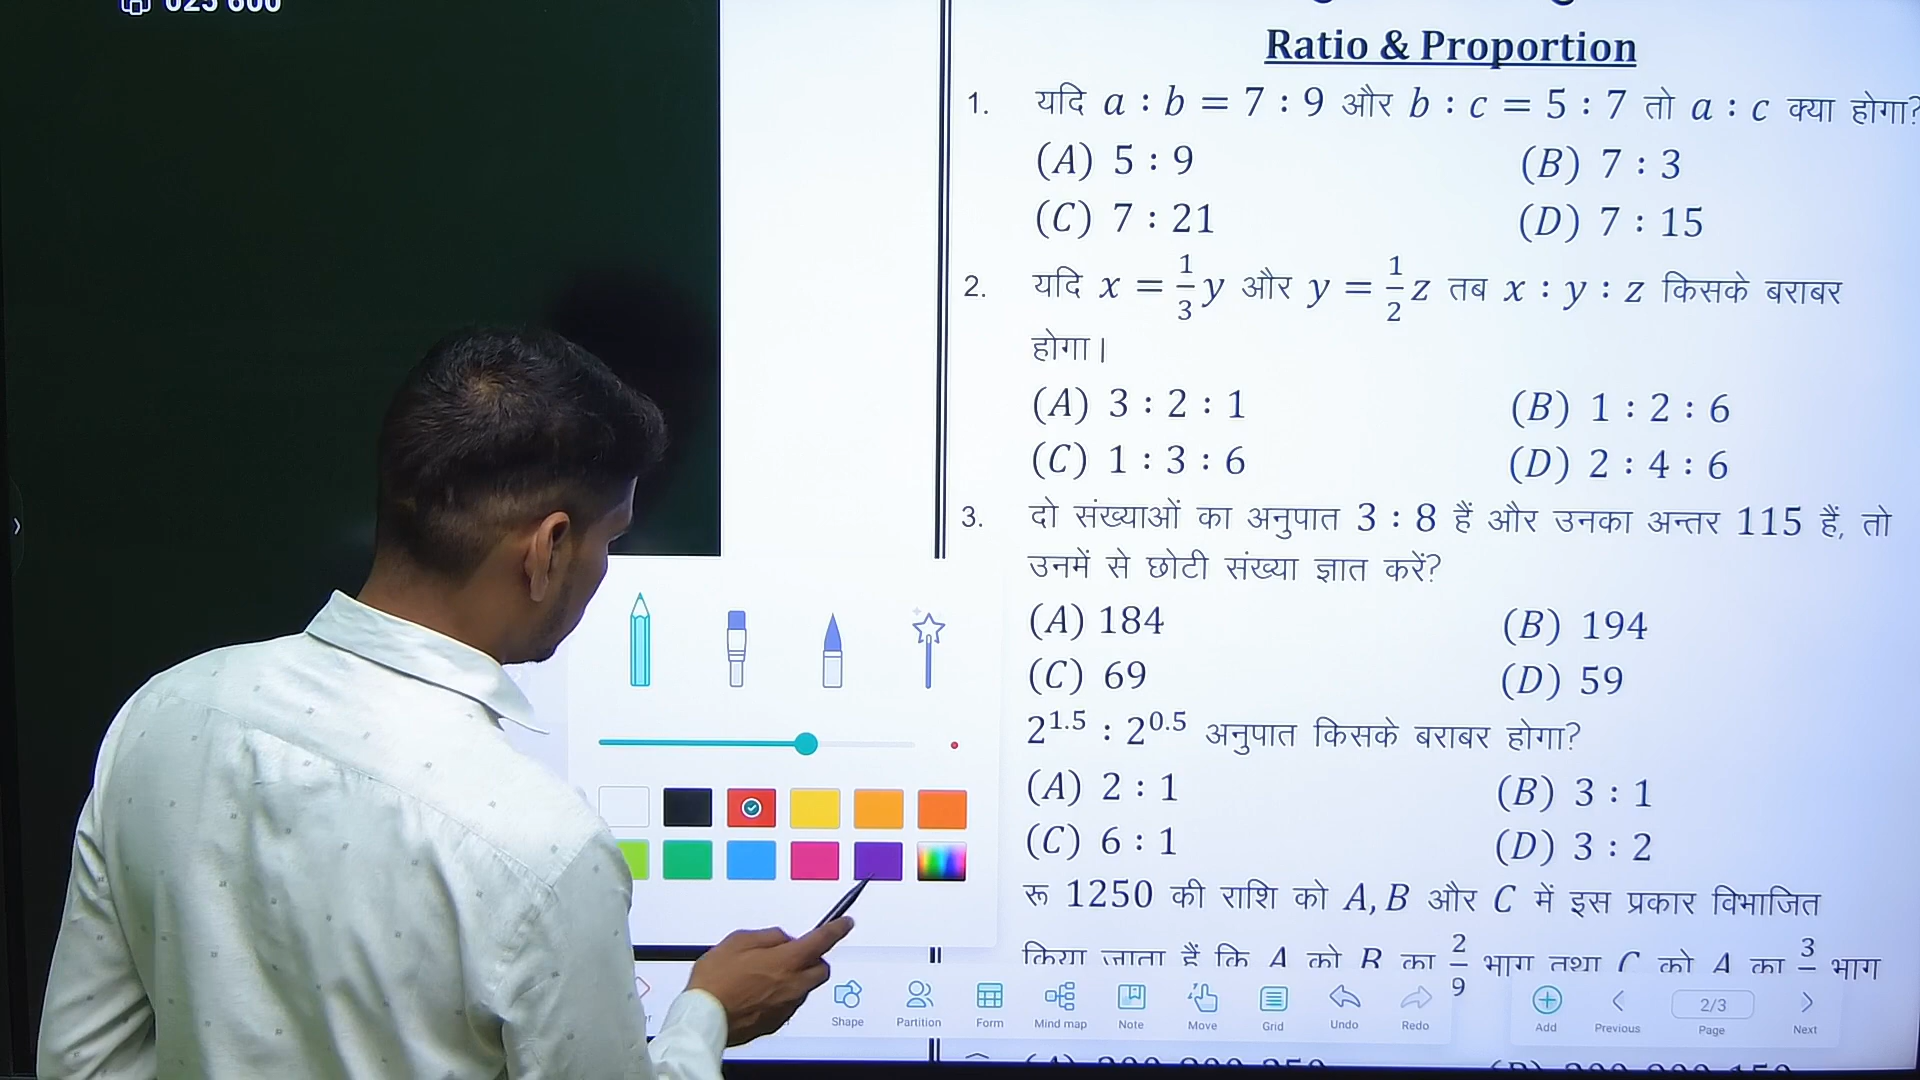 Ratio & Proportion
1. यदि a : b = 7 : 9 और b : c = 5 : 7 तो a : c क्या होगा?
(A) 5 : 9 (B) 7 : 3
(C) 7 : 21 (D) 7 : 15
2. यदि x = 1/3 y और y = 1/2 z तब x : y : z किसके बराबर
होगा।
(A) 3 : 2 : 1 (B) 1 : 2 : 6
(C) 1 : 3 : 6 (D) 2 : 4 : 6
3. दो संख्याओं का अनुपात 3 : 8 हैं और उनका अन्तर 115 हैं, तो
उनमें से छोटी संख्या ज्ञात करें?
(A) 184 (B) 194
(C) 69 (D) 59
2^1.5 : 2^0.5 अनुपात किसके बराबर होगा?
(A) 2 : 1 (B) 3 : 1
(C) 6 : 1 (D) 3 : 2
रू 1250 की राशि को A, B और C में इस प्रकार विभाजित
किया जाता हैं कि A को B का 2/9 भाग तथा C को A का 3 भाग
Shape Partition Form Mind map Note Move Grid Undo Redo Add Previous 2/3 Page Next